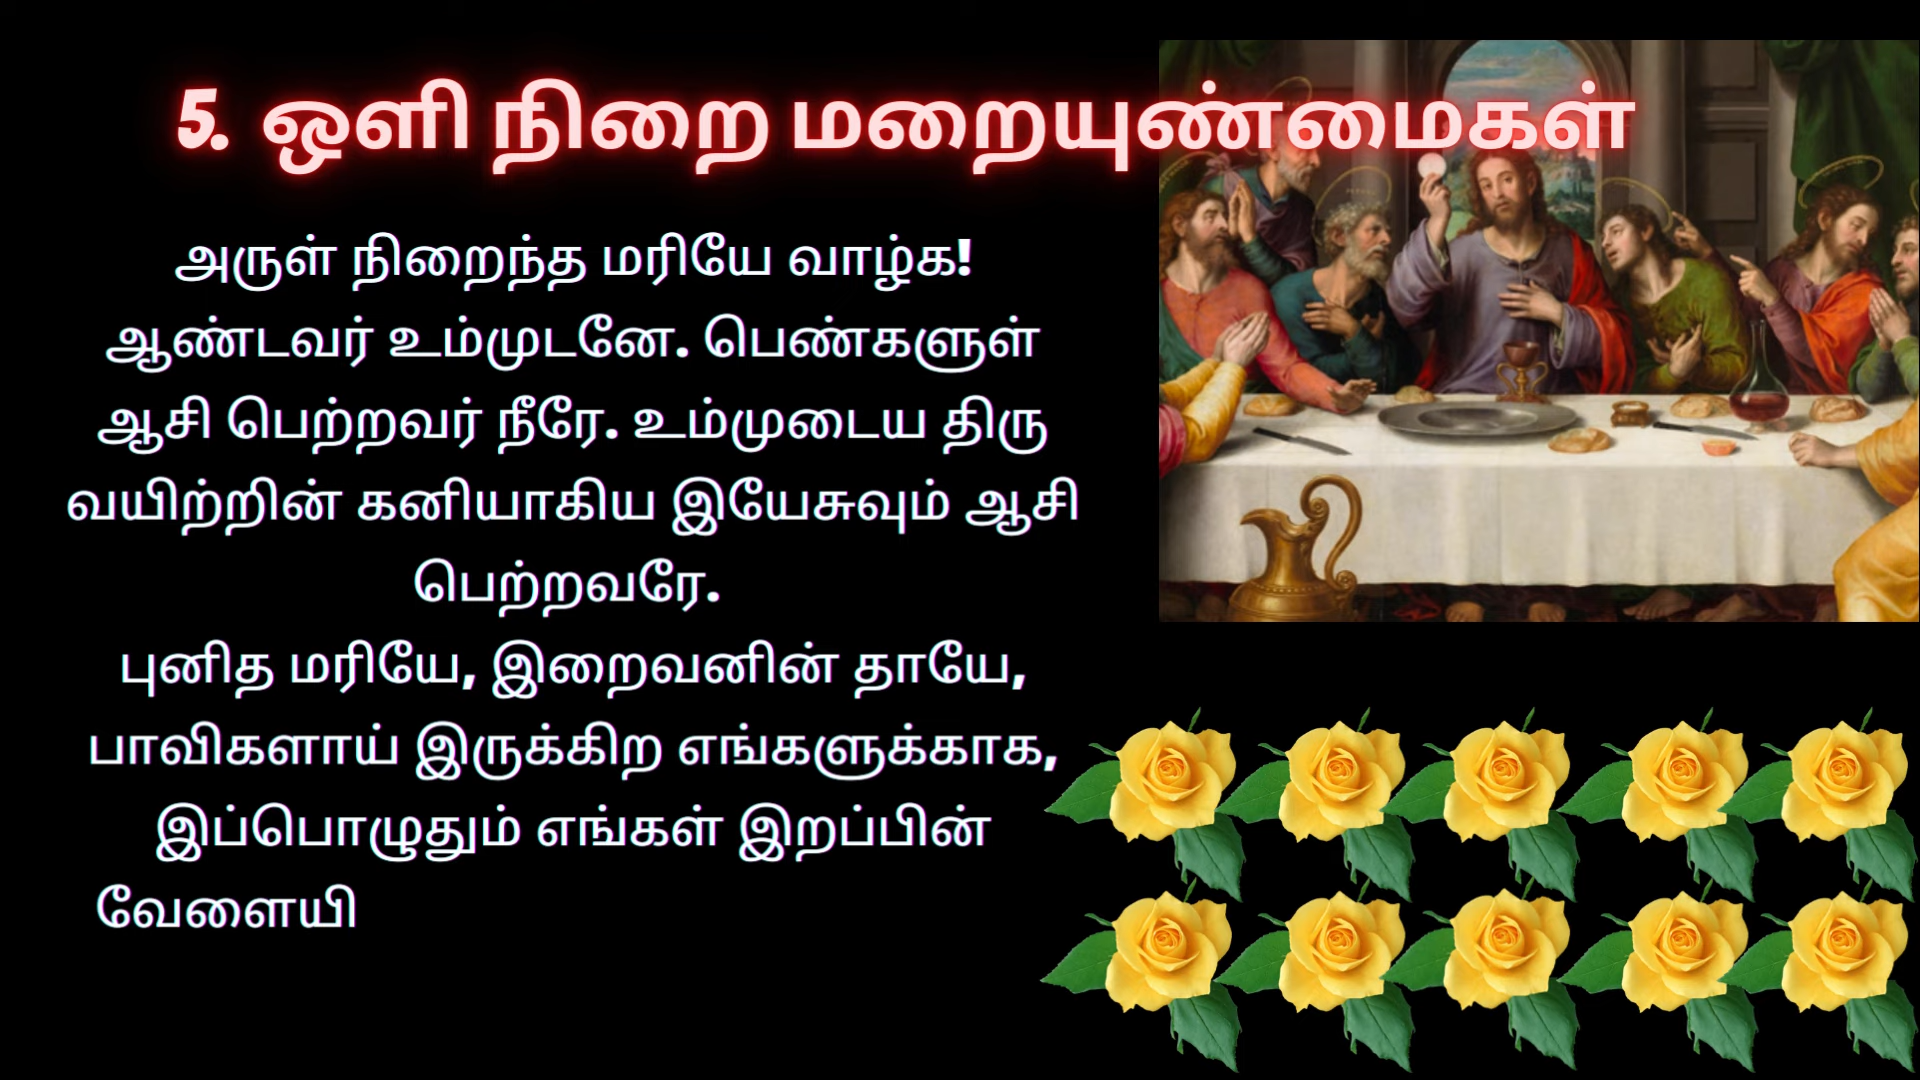 5. ஒளி நிறை மறையுண்மைகள்
அருள் நிறைந்த மரியே வாழ்க!
ஆண்டவர் உம்முடனே. பெண்களுள்
ஆசி பெற்றவர் நீரே. உம்முடைய திரு
வயிற்றின் கனியாகிய இயேசுவும் ஆசி
பெற்றவரே.
புனித மரியே, இறைவனின் தாயே,
பாவிகளாய் இருக்கிற எங்களுக்காக,
இப்பொழுதும் எங்கள் இறப்பின்
வேளையி